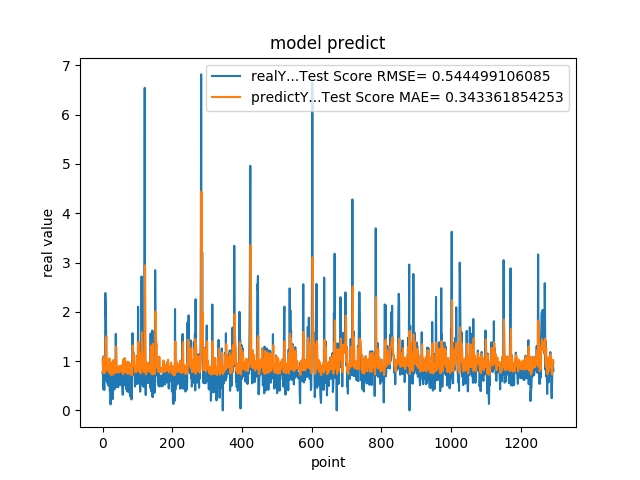 model predict
realY...Test Score RMSE= 0.544499106085
predictY...Test Score MAE= 0.343361854253
real value
7
6
5
4
3
2
1
0
0 200 400 600 800 1000 1200
point